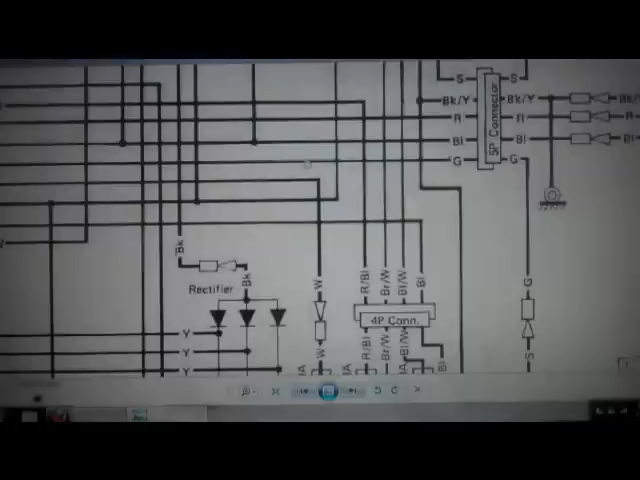 S S
Bk/Y Bk/Y Bk/
R R R
Bl Bl Bl
G G
5P Connector
Bk
Bk
Rectifier
W
R/Bl
Br/W
Bl/W
Bl
G
4P Conn.
Y
Y
Y
W
R/Bl
Br/W
Bl/W
Bl
S